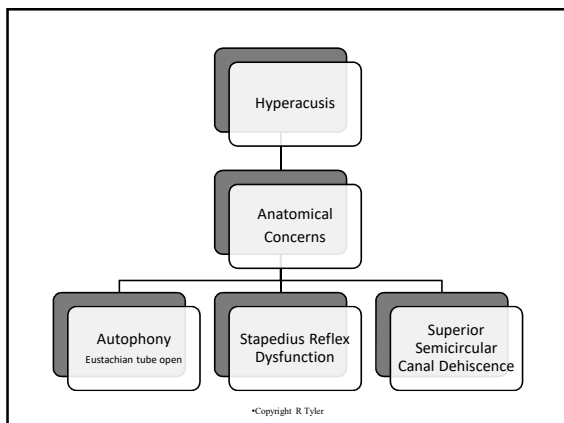 Hyperacusis
Anatomical
Concerns
Autophony
Eustachian tube open
Stapedius Reflex
Dysfunction
Superior
Semicircular
Canal Dehiscence
•Copyright R Tyler